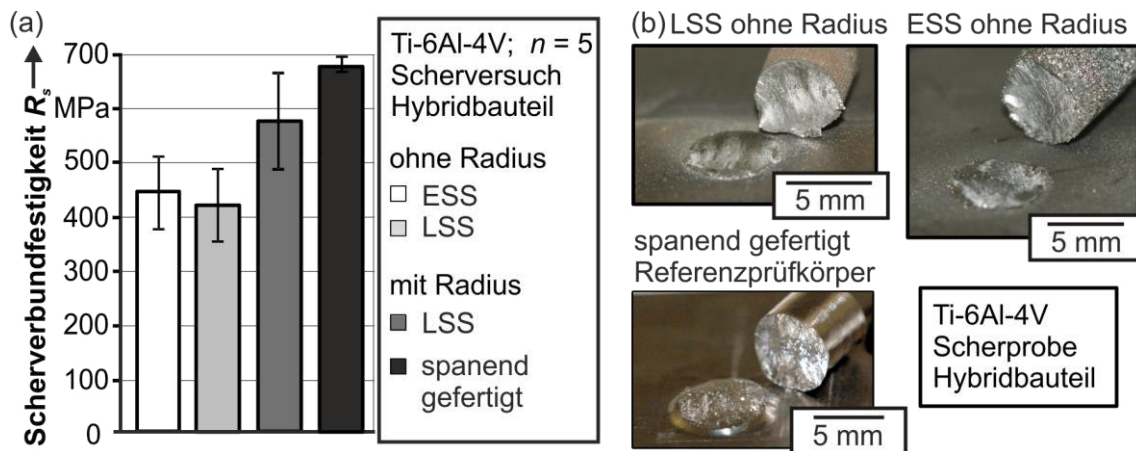 (a)
Scherverbundfestigkeit Rs
700
MPa
500
400
300
200
100
0
Ti-6Al-4V; n = 5
Scherversuch
Hybridbauteil
ohne Radius
ESS
LSS
mit Radius
LSS
spanend
gefertigt
(b) LSS ohne Radius
5 mm
ESS ohne Radius
5 mm
spanend gefertigt
Referenzprüfkörper
5 mm
Ti-6Al-4V
Scherprobe
Hybridbauteil